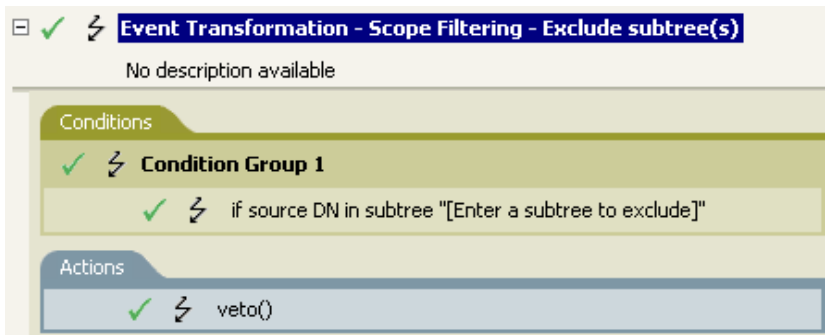 Event Transformation - Scope Filtering - Exclude subtree(s)
No description available
Conditions
Condition Group 1
if source DN in subtree "[Enter a subtree to exclude]"
Actions
veto()